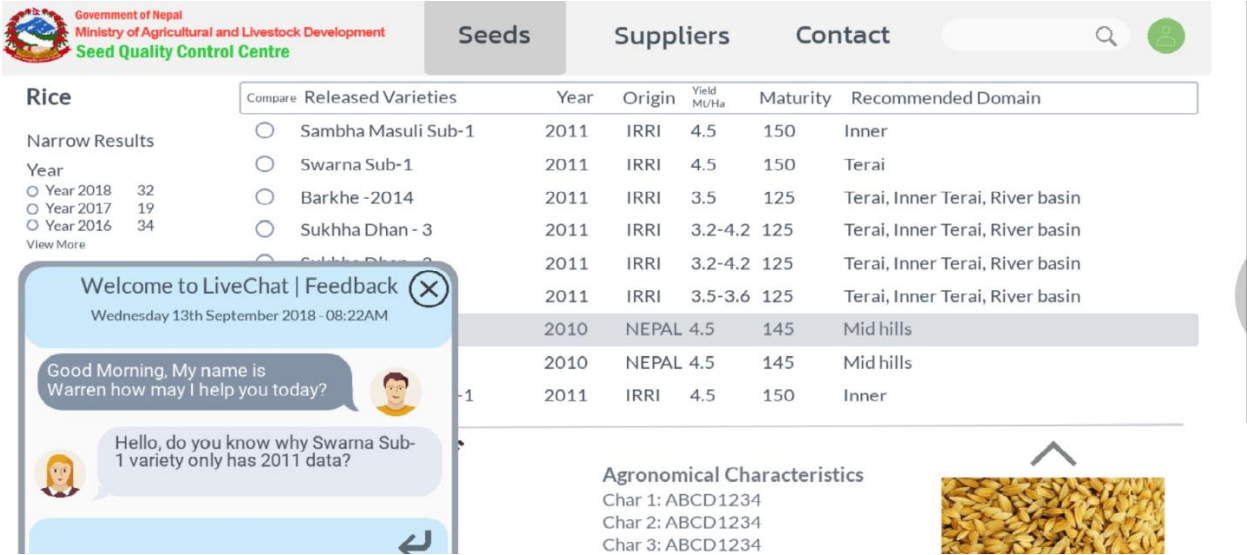 Government of Nepal
Ministry of Agricultural and Livestock Development
Seed Quality Control Centre
Seeds Suppliers Contact
Rice
Narrow Results
Year
Year 2018 32
Year 2017 19
Year 2016 34
View More
Compare Released Varieties Year Origin Yield Mt/Ha Maturity Recommended Domain
Sambha Masuli Sub-1 2011 IRRI 4.5 150 Inner
Swarna Sub-1 2011 IRRI 4.5 150 Terai
Barkhe -2014 2011 IRRI 3.5 125 Terai, Inner Terai, River basin
Sukhha Dhan - 3 2011 IRRI 3.2-4.2 125 Terai, Inner Terai, River basin
2011 IRRI 3.2-4.2 125 Terai, Inner Terai, River basin
2011 IRRI 3.5-3.6 125 Terai, Inner Terai, River basin
2010 NEPAL 4.5 145 Mid hills
2010 NEPAL 4.5 145 Mid hills
-1 2011 IRRI 4.5 150 Inner
Welcome to LiveChat | Feedback
Wednesday 13th September 2018 - 08:22AM
Good Morning, My name is
Warren how may I help you today?
Hello, do you know why Swarna Sub-
1 variety only has 2011 data?
Agronomical Characteristics
Char 1: ABCD1234
Char 2: ABCD1234
Char 3: ABCD1234